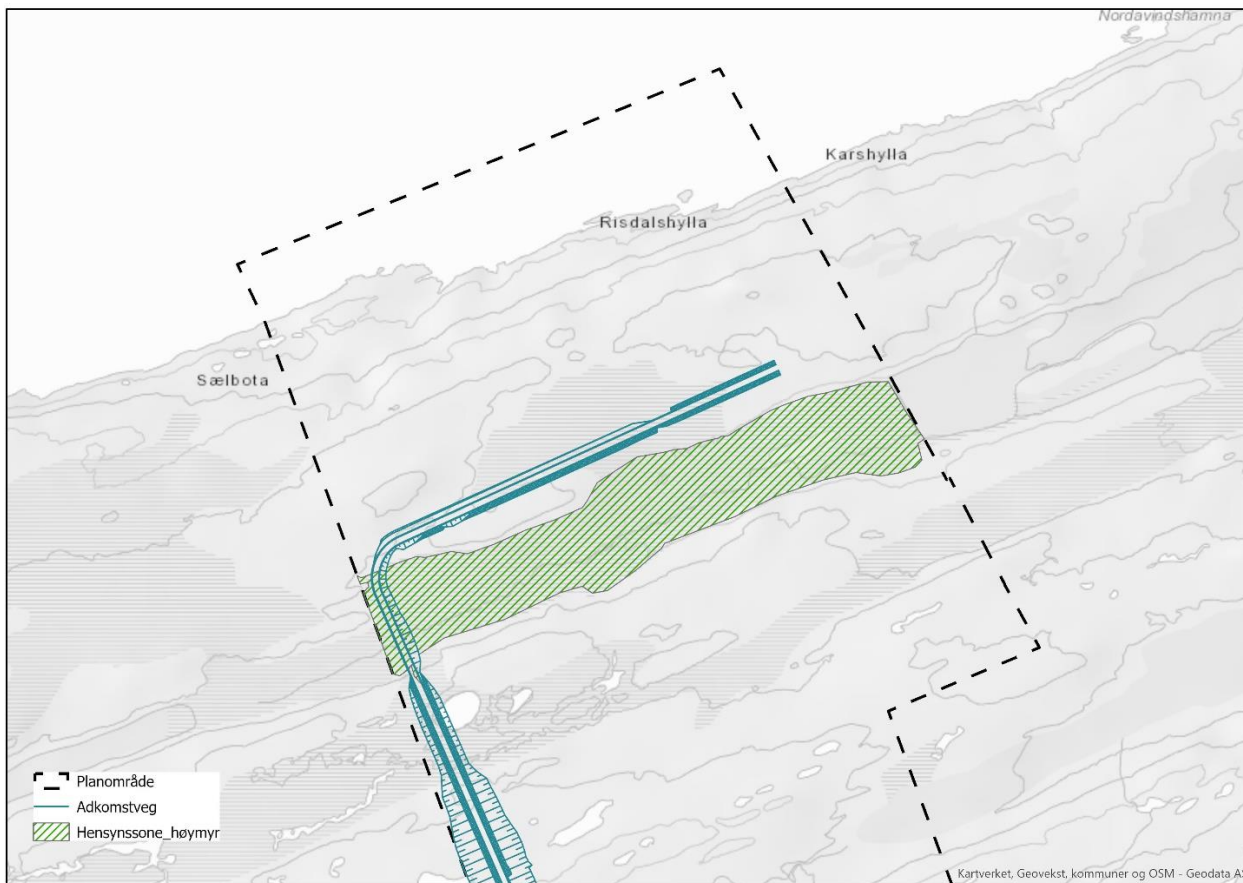 Nordavindshamna
Karshylla
Risdalshylla
Sælbota
Planområde
Adkomstveg
Hensynssone_høymyr
Kartverket, Geovekst, kommuner og OSM - Geodata AS